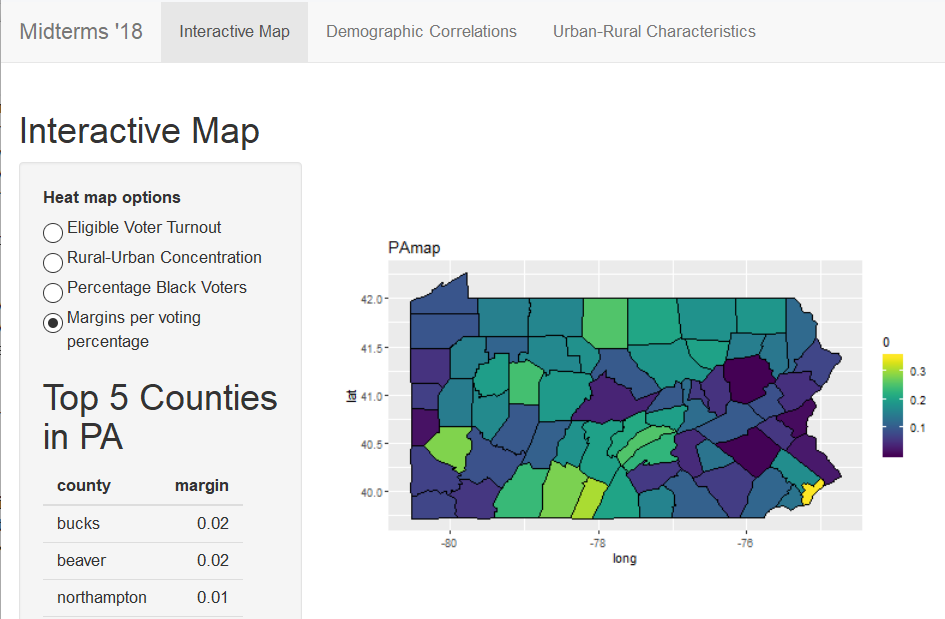 Midterms '18 Interactive Map Demographic Correlations Urban-Rural Characteristics
Interactive Map
Heat map options
Eligible Voter Turnout
Rural-Urban Concentration
Percentage Black Voters
Margins per voting
percentage
Top 5 Counties
in PA
county margin
bucks 0.02
beaver 0.02
northampton 0.01
PAmap
42.0
41.5
41.0
40.5
40.0
lat
-80 -78 -76
long
0
0.3
0.2
0.1